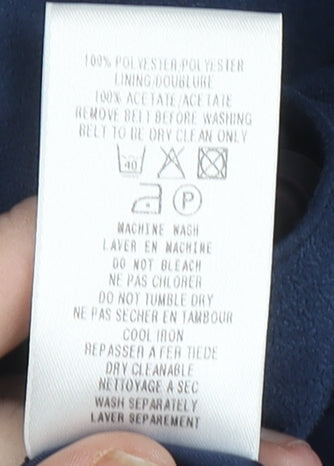 100% POLYESTER/POLYESTER
LINING/DOUBLURE
100% ACETATE/ACETATE
REMOVE BELT BEFORE WASHING
BELT TO BE DRY CLEAN ONLY
40
P
MACHINE WASH
LAVER EN MACHINE
DO NOT BLEACH
NE PAS CHLORER
DO NOT TUMBLE DRY
NE PAS SECHER EN TAMBOUR
COOL IRON
REPASSER A FER TIEDE
DRY CLEANABLE
NETTOYAGE A SEC
WASH SEPARATELY
LAVER SEPAREMENT